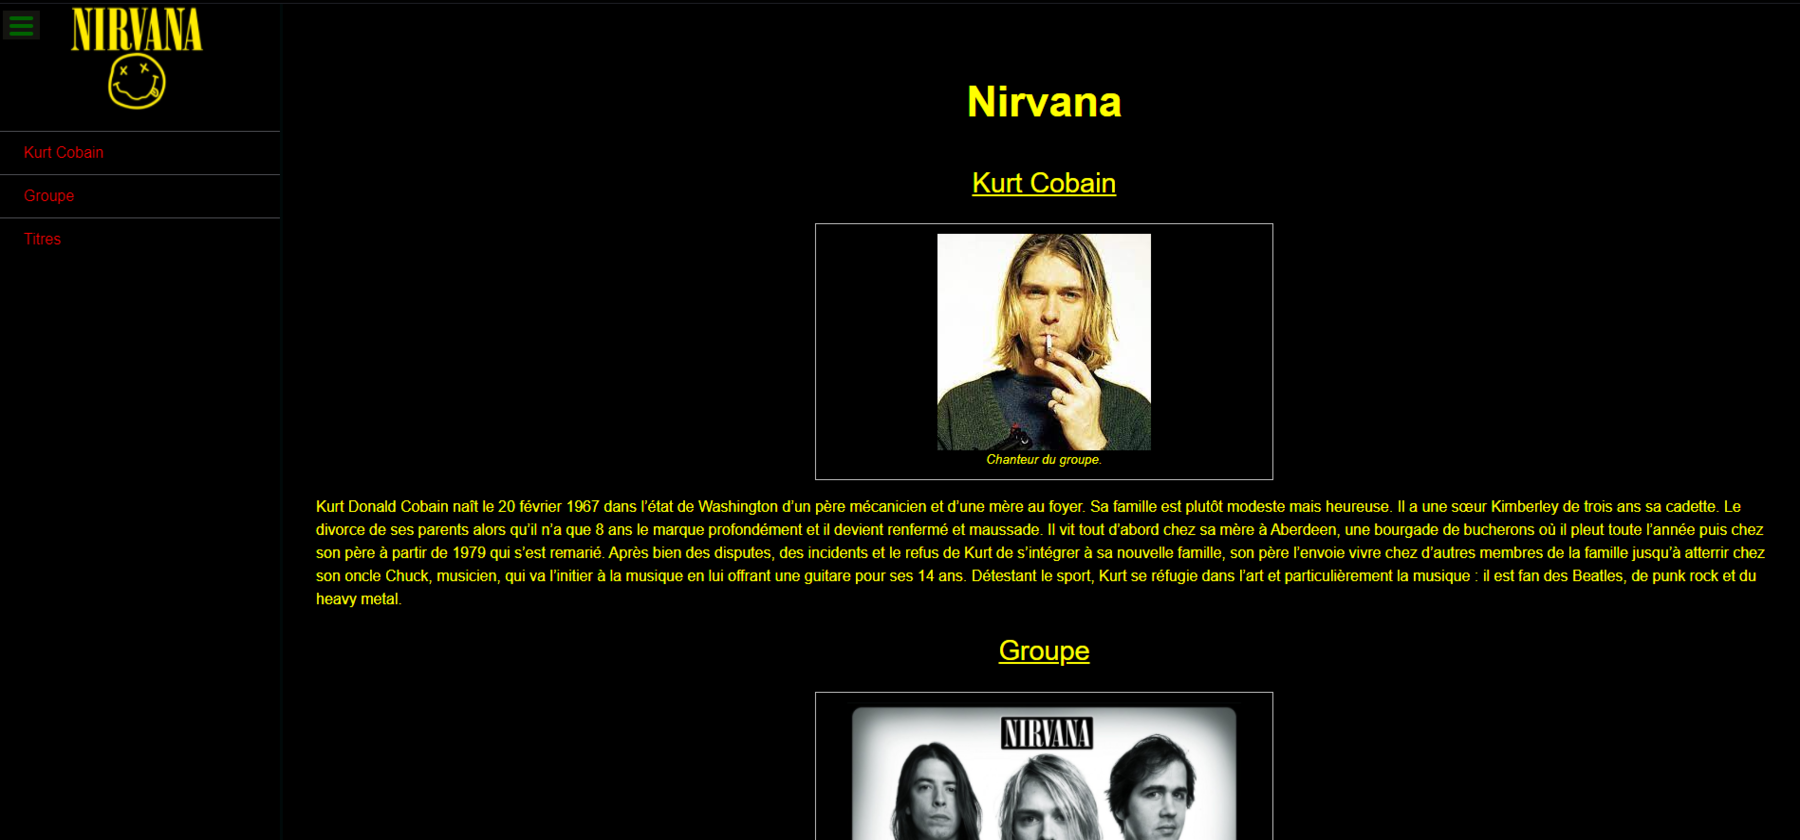 NIRVANA
Kurt Cobain
Groupe
Titres
Nirvana
Kurt Cobain
Chanteur du groupe.
Kurt Donald Cobain naît le 20 février 1967 dans l’état de Washington d’un père mécanicien et d’une mère au foyer. Sa famille est plutôt modeste mais heureuse. Il a une sœur Kimberley de trois ans sa cadette. Le
divorce de ses parents alors qu’il n’a que 8 ans le marque profondément et il devient renfermé et maussade. Il vit tout d’abord chez sa mère à Aberdeen, une bourgade de bucherons où il pleut toute l’année puis chez
son père à partir de 1979 qui s’est remarié. Après bien des disputes, des incidents et le refus de Kurt de s’intégrer à sa nouvelle famille, son père l’envoie vivre chez d’autres membres de la famille jusqu’à atterrir chez
son oncle Chuck, musicien, qui va l’initier à la musique en lui offrant une guitare pour ses 14 ans. Détestant le sport, Kurt se réfugie dans l’art et particulièrement la musique : il est fan des Beatles, de punk rock et du
heavy metal.
Groupe
NIRVANA